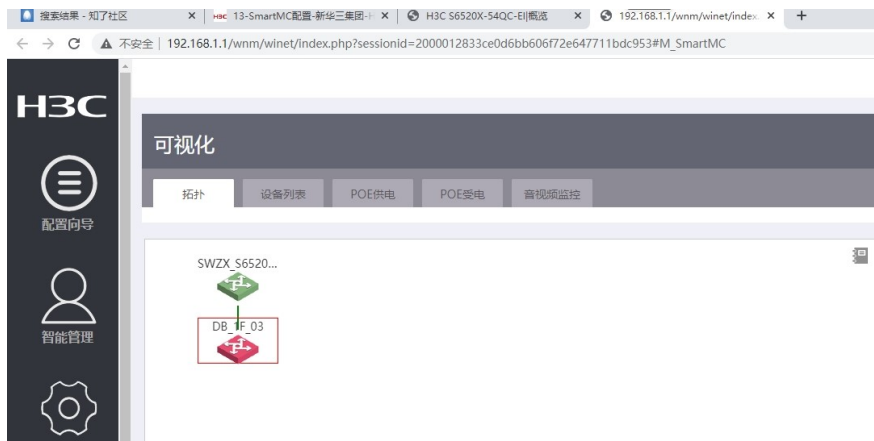 搜索结果 - 知了社区
H3C 13-SmartMC配置-新华三集团-H
H3C S6520X-54QC-EI|概览
192.168.1.1/wnm/winet/index.
不安全 | 192.168.1.1/wnm/winet/index.php?sessionid=2000012833ce0d6bb606f72e647711bdc953#M_SmartMC
H3C
可视化
拓扑 设备列表 POE供电 POE受电 音视频监控
配置向导
SWZX_S6520...
DB_1F_03
智能管理